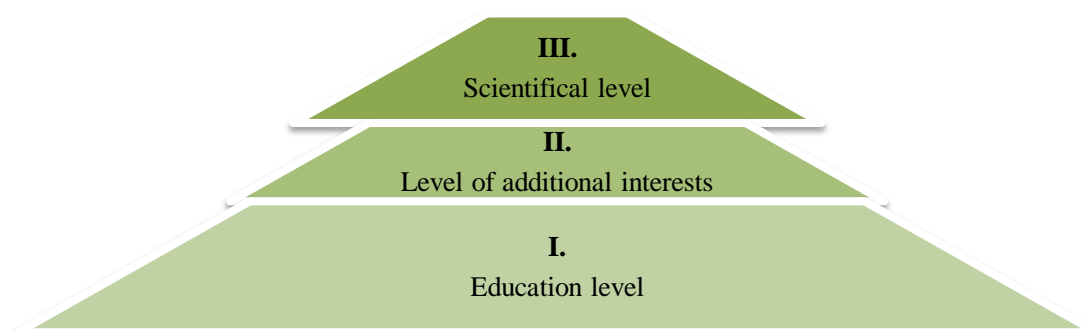 III.
Scientifical level
II.
Level of additional interests
I.
Education level